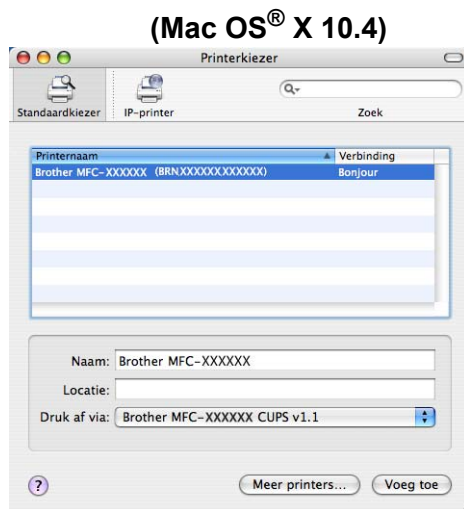 (Mac OS® X 10.4)
Printerkiezer
Standaardkiezer IP-printer Zoek
Printernaam Verbinding
Brother MFC-XXXXXX (BRNXXXXXXXXXXXX) Bonjour
Naam: Brother MFC-XXXXXX
Locatie:
Druk af via: Brother MFC-XXXXXX CUPS v1.1
? Meer printers... Voeg toe